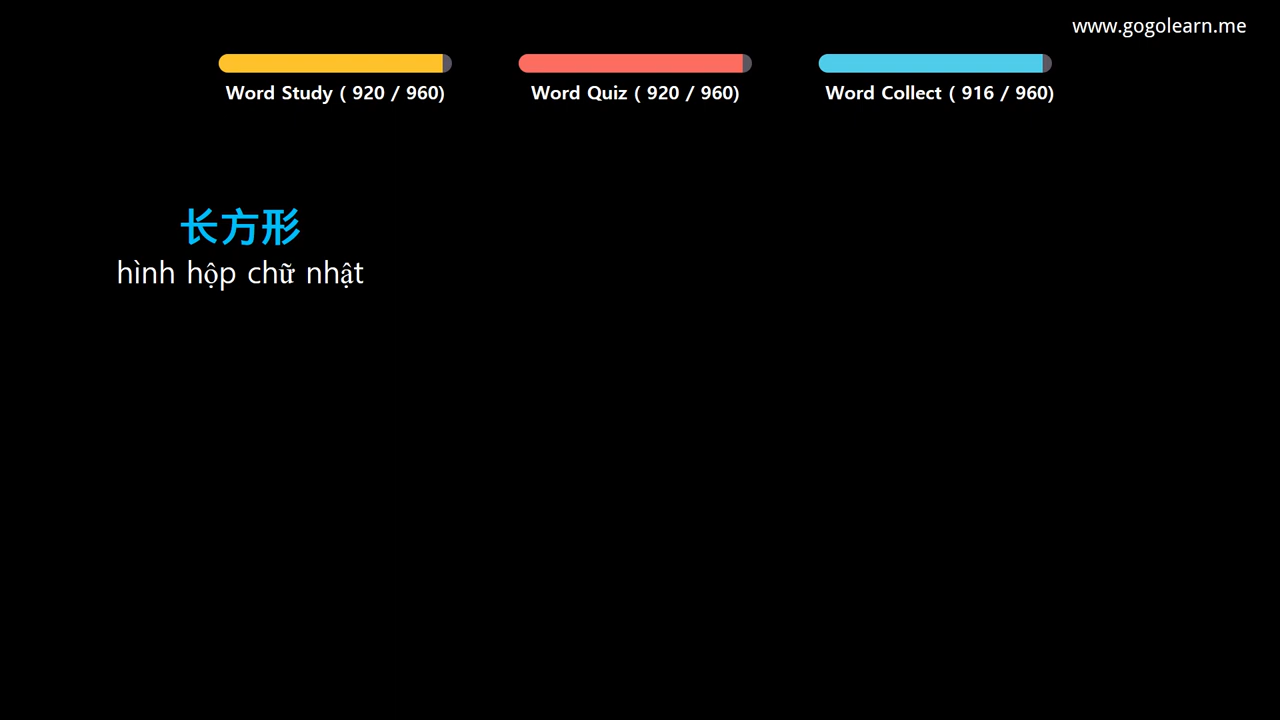 www.gogolearn.me
Word Study ( 920 / 960)
Word Quiz ( 920 / 960)
Word Collect ( 916 / 960)
长方形
hình hộp chữ nhật